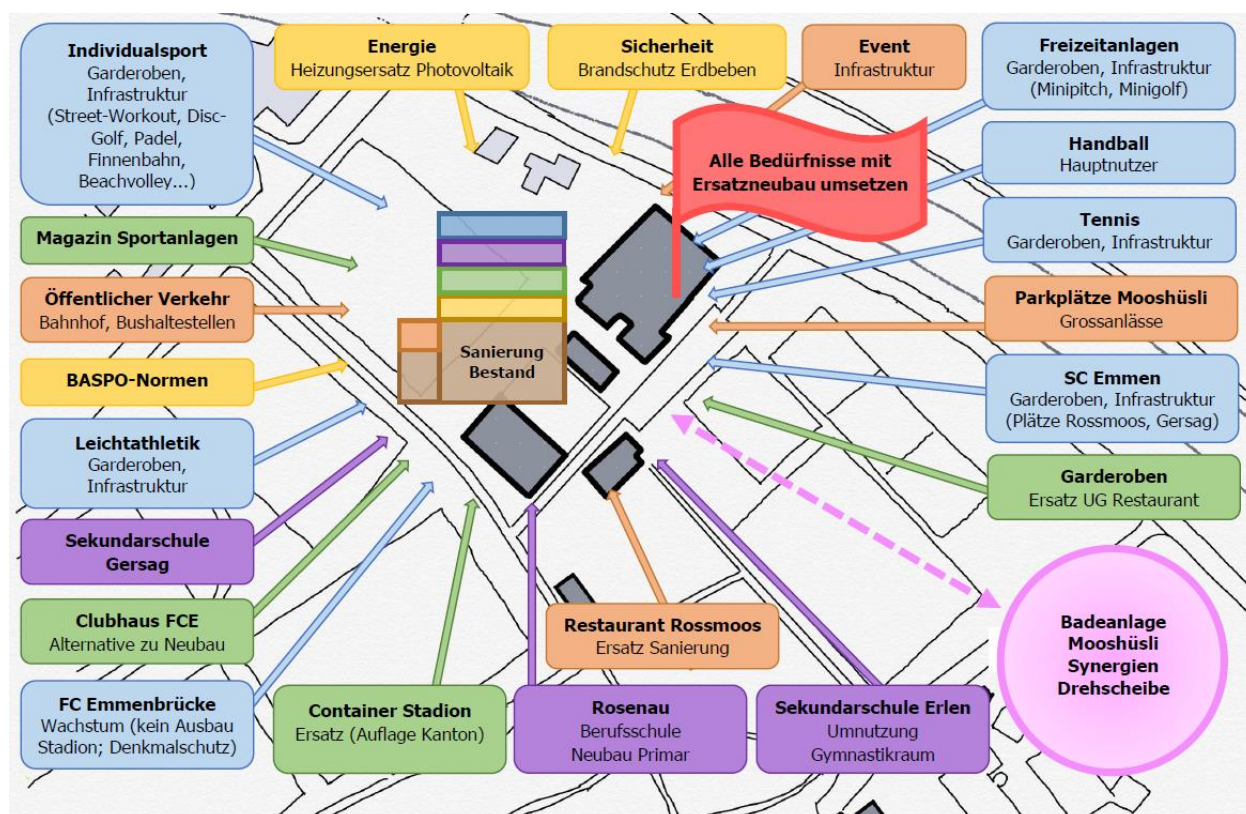 Individualsport
Garderoben,
Infrastruktur
(Street-Workout, Disc-
Golf, Padel,
Finnenbahn,
Beachvolley...)
Energie
Heizungsersatz Photovoltaik
Sicherheit
Brandschutz Erdbeben
Event
Infrastruktur
Freizeitanlagen
Garderoben, Infrastruktur
(Minipitch, Minigolf)
Alle Bedürfnisse mit
Ersatzneubau umsetzen
Handball
Hauptnutzer
Magazin Sportanlagen
Tennis
Garderoben, Infrastruktur
Öffentlicher Verkehr
Bahnhof, Bushaltestellen
Parkplätze Mooshüsli
Grossanlässe
Sanierung
Bestand
BASPO-Normen
SC Emmen
Garderoben, Infrastruktur
(Plätze Rossmoos, Gersag)
Leichtathletik
Garderoben,
Infrastruktur
Garderoben
Ersatz UG Restaurant
Sekundarschule
Gersag
Clubhaus FCE
Alternative zu Neubau
Restaurant Rossmoos
Ersatz Sanierung
Badeanlage
Mooshüsli
Synergien
Drehscheibe
FC Emmenbrücke
Wachstum (kein Ausbau
Stadion; Denkmalschutz)
Container Stadion
Ersatz (Auflage Kanton)
Rosenau
Berufsschule
Neubau Primar
Sekundarschule Erlen
Umnutzung
Gymnastikraum